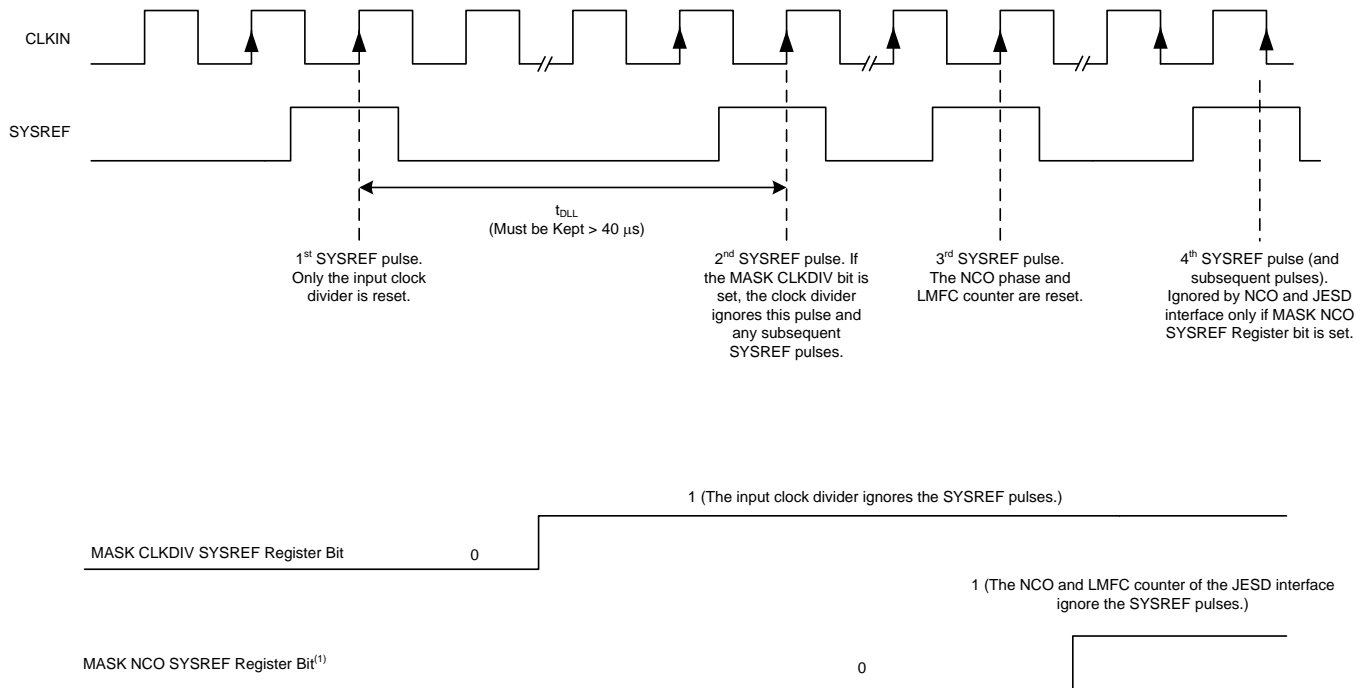 CLKIN
SYSREF
tDLL
(Must be Kept > 40 μs)
1st SYSREF pulse.
Only the input clock
divider is reset.
2nd SYSREF pulse. If
the MASK CLKDIV bit is
set, the clock divider
ignores this pulse and
any subsequent
SYSREF pulses.
3rd SYSREF pulse.
The NCO phase and
LMFC counter are reset.
4th SYSREF pulse (and
subsequent pulses).
Ignored by NCO and JESD
interface only if MASK NCO
SYSREF Register bit is set.
1 (The input clock divider ignores the SYSREF pulses.)
MASK CLKDIV SYSREF Register Bit 0
1 (The NCO and LMFC counter of the JESD interface
ignore the SYSREF pulses.)
MASK NCO SYSREF Register Bit(1) 0